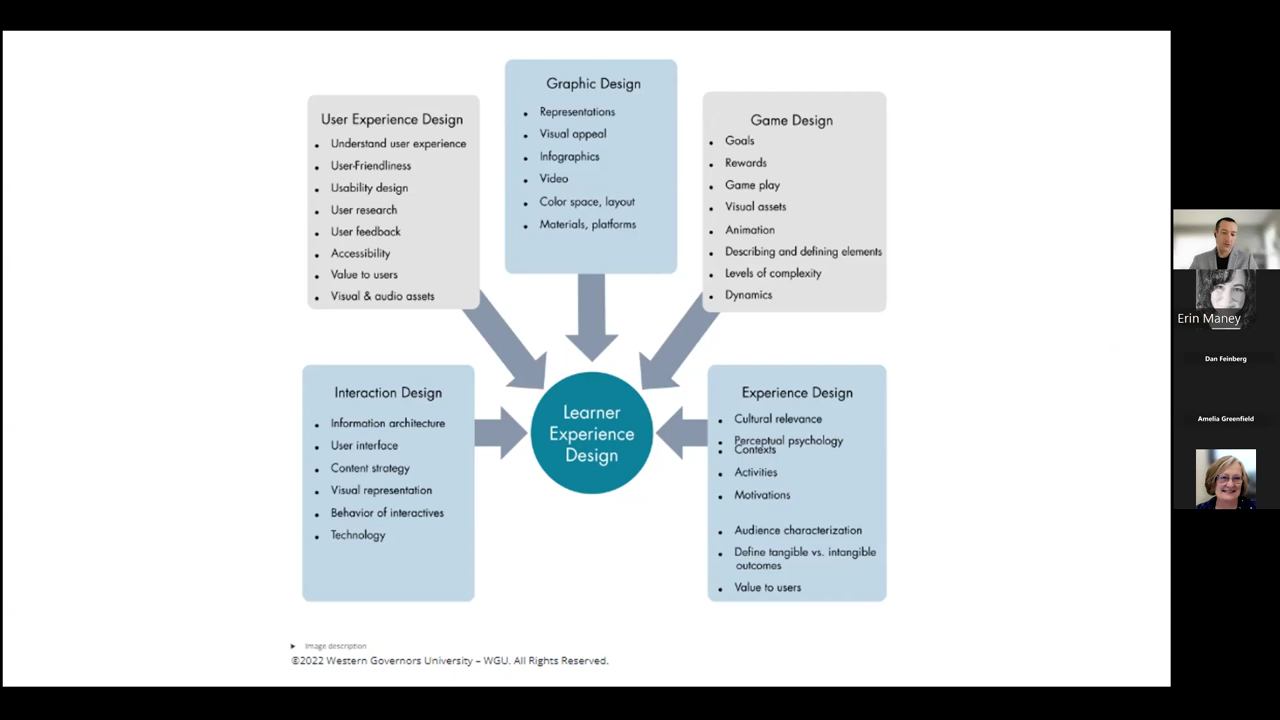 Graphic Design
Representations
Visual appeal
Infographics
Video
Color space, layout
Materials, platforms
User Experience Design
Understand user experience
User-Friendliness
Usability design
User research
User feedback
Accessibility
Value to users
Visual & audio assets
Game Design
Goals
Rewards
Game play
Visual assets
Animation
Describing and defining elements
Levels of complexity
Dynamics
Interaction Design
Information architecture
User interface
Content strategy
Visual representation
Behavior of interactives
Technology
Learner
Experience
Design
Experience Design
Cultural relevance
Perceptual psychology
Contexts
Activities
Motivations
Audience characterization
Define tangible vs. intangible
outcomes
Value to users
Image description
©2022 Western Governors University – WGU. All Rights Reserved.
Erin Maney
Dan Feinberg
Amelia Greenfield